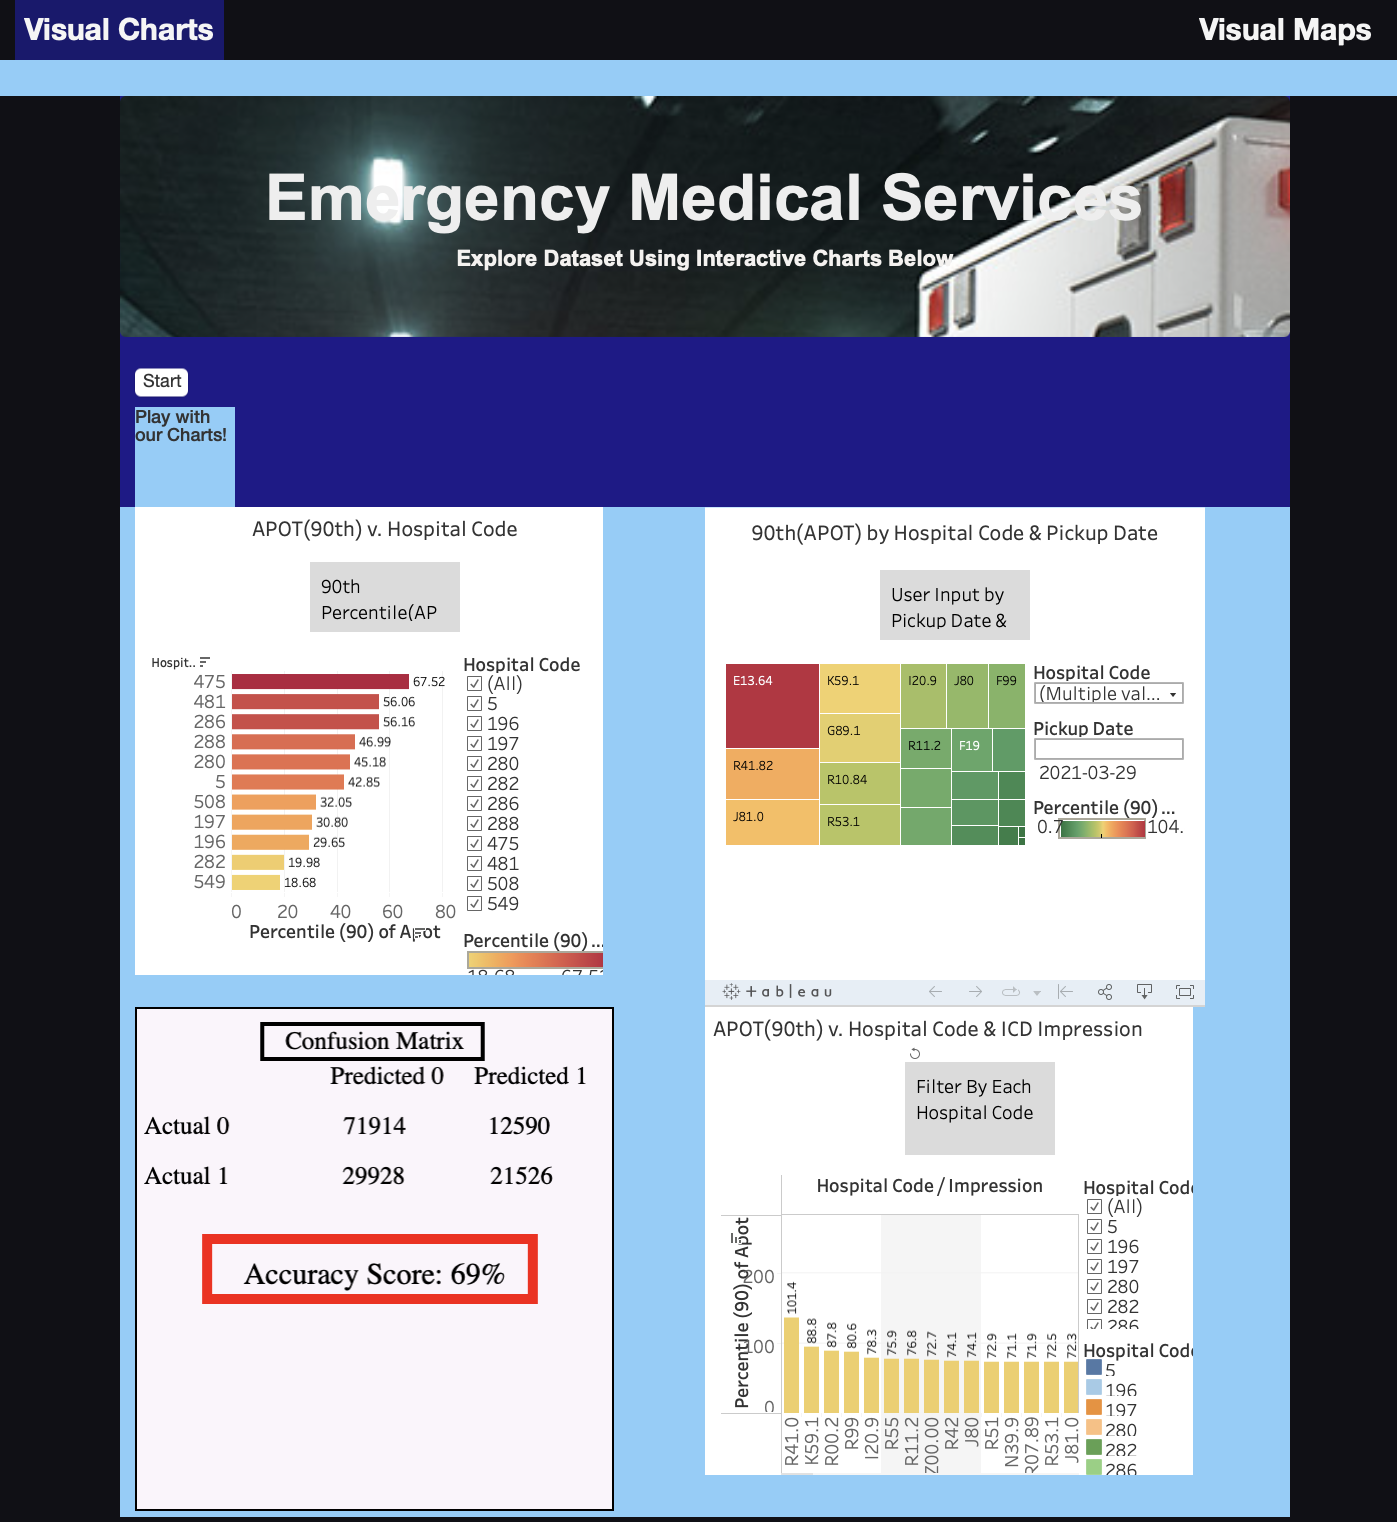 Visual Charts
Visual Maps
Emergency Medical Services
Explore Dataset Using Interactive Charts Below
Start
Play with
our Charts!
APOT(90th) v. Hospital Code
90th
Percentile(AP
Hospit..
475 67.52
481 56.06
286 56.16
288 46.99
280 45.18
5 42.85
508 32.05
197 30.80
196 29.65
282 19.98
549 18.68
0 20 40 60 80
Percentile (90) of Apot
Hospital Code
(All)
5
196
197
280
282
286
288
475
481
508
549
Percentile (90) ...
18.68
90th(APOT) by Hospital Code & Pickup Date
User Input by
Pickup Date &
E13.64
R41.82
J81.0
K59.1
G89.1
R10.84
R53.1
I20.9
J80
F99
R11.2
F19
Hospital Code
(Multiple val...
Pickup Date
2021-03-29
Percentile (90) ...
0.7
104.
+ a b | e a u
Confusion Matrix
Predicted 0 Predicted 1
Actual 0 71914 12590
Actual 1 29928 21526
Accuracy Score: 69%
APOT(90th) v. Hospital Code & ICD Impression
Filter By Each
Hospital Code
Hospital Code / Impression
Percentile (90) of Apot
200
100
0
101.4
88.8
87.8
80.6
78.3
75.9
76.8
72.7
74.1
74.1
72.9
71.1
71.9
72.5
72.3
R41.0
K59.1
R00.2
R99
I20.9
R55
R11.2
Z00.00
R42
J80
R51
N39.9
R07.89
R53.1
J81.0
Hospital Code
(All)
5
196
197
280
282
286
Hospital Code
5
196
197
280
282
286